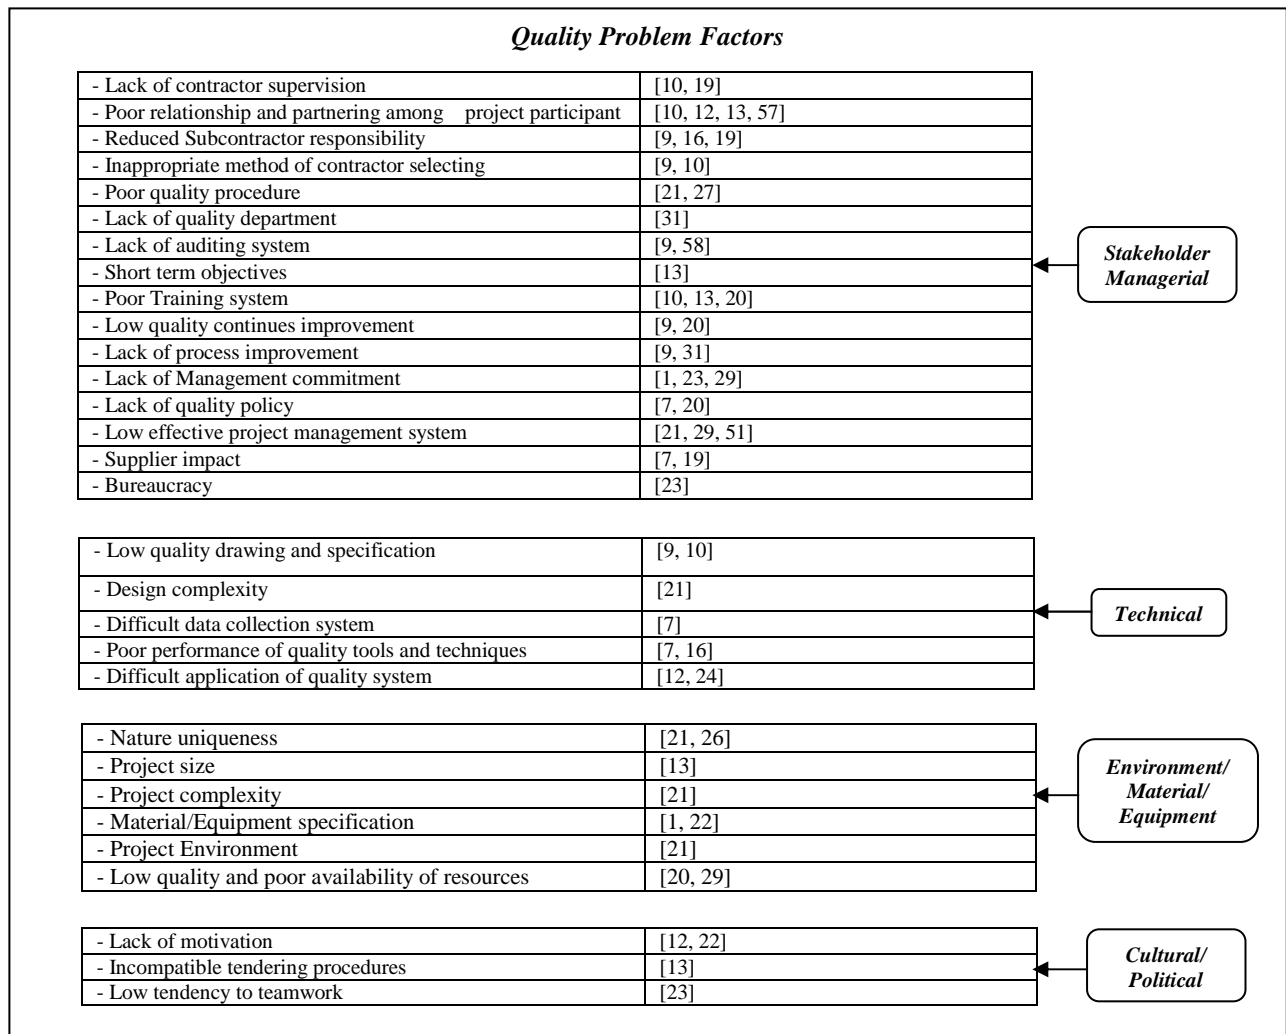 Quality Problem Factors
- Lack of contractor supervision [10, 19]
- Poor relationship and partnering among project participant [10, 12, 13, 57]
- Reduced Subcontractor responsibility [9, 16, 19]
- Inappropriate method of contractor selecting [9, 10]
- Poor quality procedure [21, 27]
- Lack of quality department [31]
- Lack of auditing system [9, 58]
- Short term objectives [13]
- Poor Training system [10, 13, 20]
- Low quality continues improvement [9, 20]
- Lack of process improvement [9, 31]
- Lack of Management commitment [1, 23, 29]
- Lack of quality policy [7, 20]
- Low effective project management system [21, 29, 51]
- Supplier impact [7, 19]
- Bureaucracy [23]
Stakeholder
Managerial
- Low quality drawing and specification [9, 10]
- Design complexity [21]
- Difficult data collection system [7]
- Poor performance of quality tools and techniques [7, 16]
- Difficult application of quality system [12, 24]
Technical
- Nature uniqueness [21, 26]
- Project size [13]
- Project complexity [21]
- Material/Equipment specification [1, 22]
- Project Environment [21]
- Low quality and poor availability of resources [20, 29]
Environment/
Material/
Equipment
- Lack of motivation [12, 22]
- Incompatible tendering procedures [13]
- Low tendency to teamwork [23]
Cultural/
Political